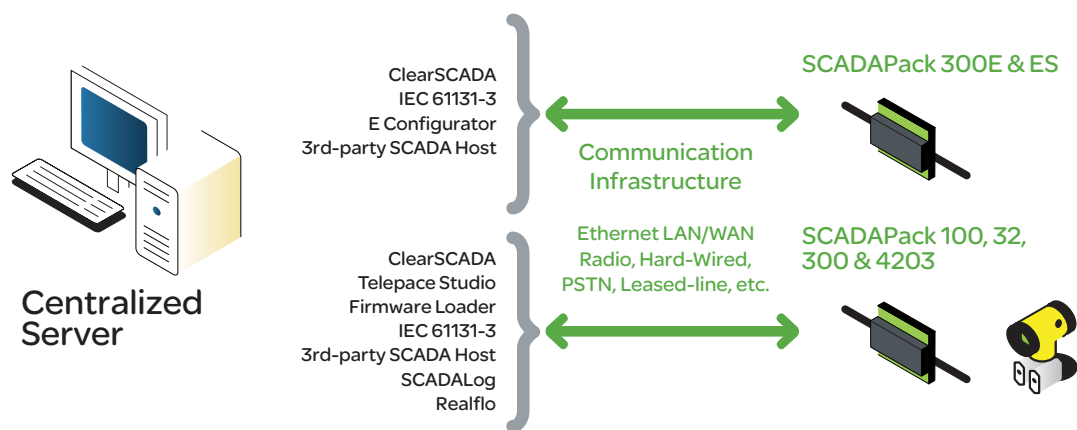 Centralized
Server
ClearSCADA
IEC 61131-3
E Configurator
3rd-party SCADA Host
Communication
Infrastructure
SCADAPack 300E & ES
ClearSCADA
Telepace Studio
Firmware Loader
IEC 61131-3
3rd-party SCADA Host
SCADALog
Realflo
Ethernet LAN/WAN
Radio, Hard-Wired,
PSTN, Leased-line, etc.
SCADAPack 100, 32,
300 & 4203